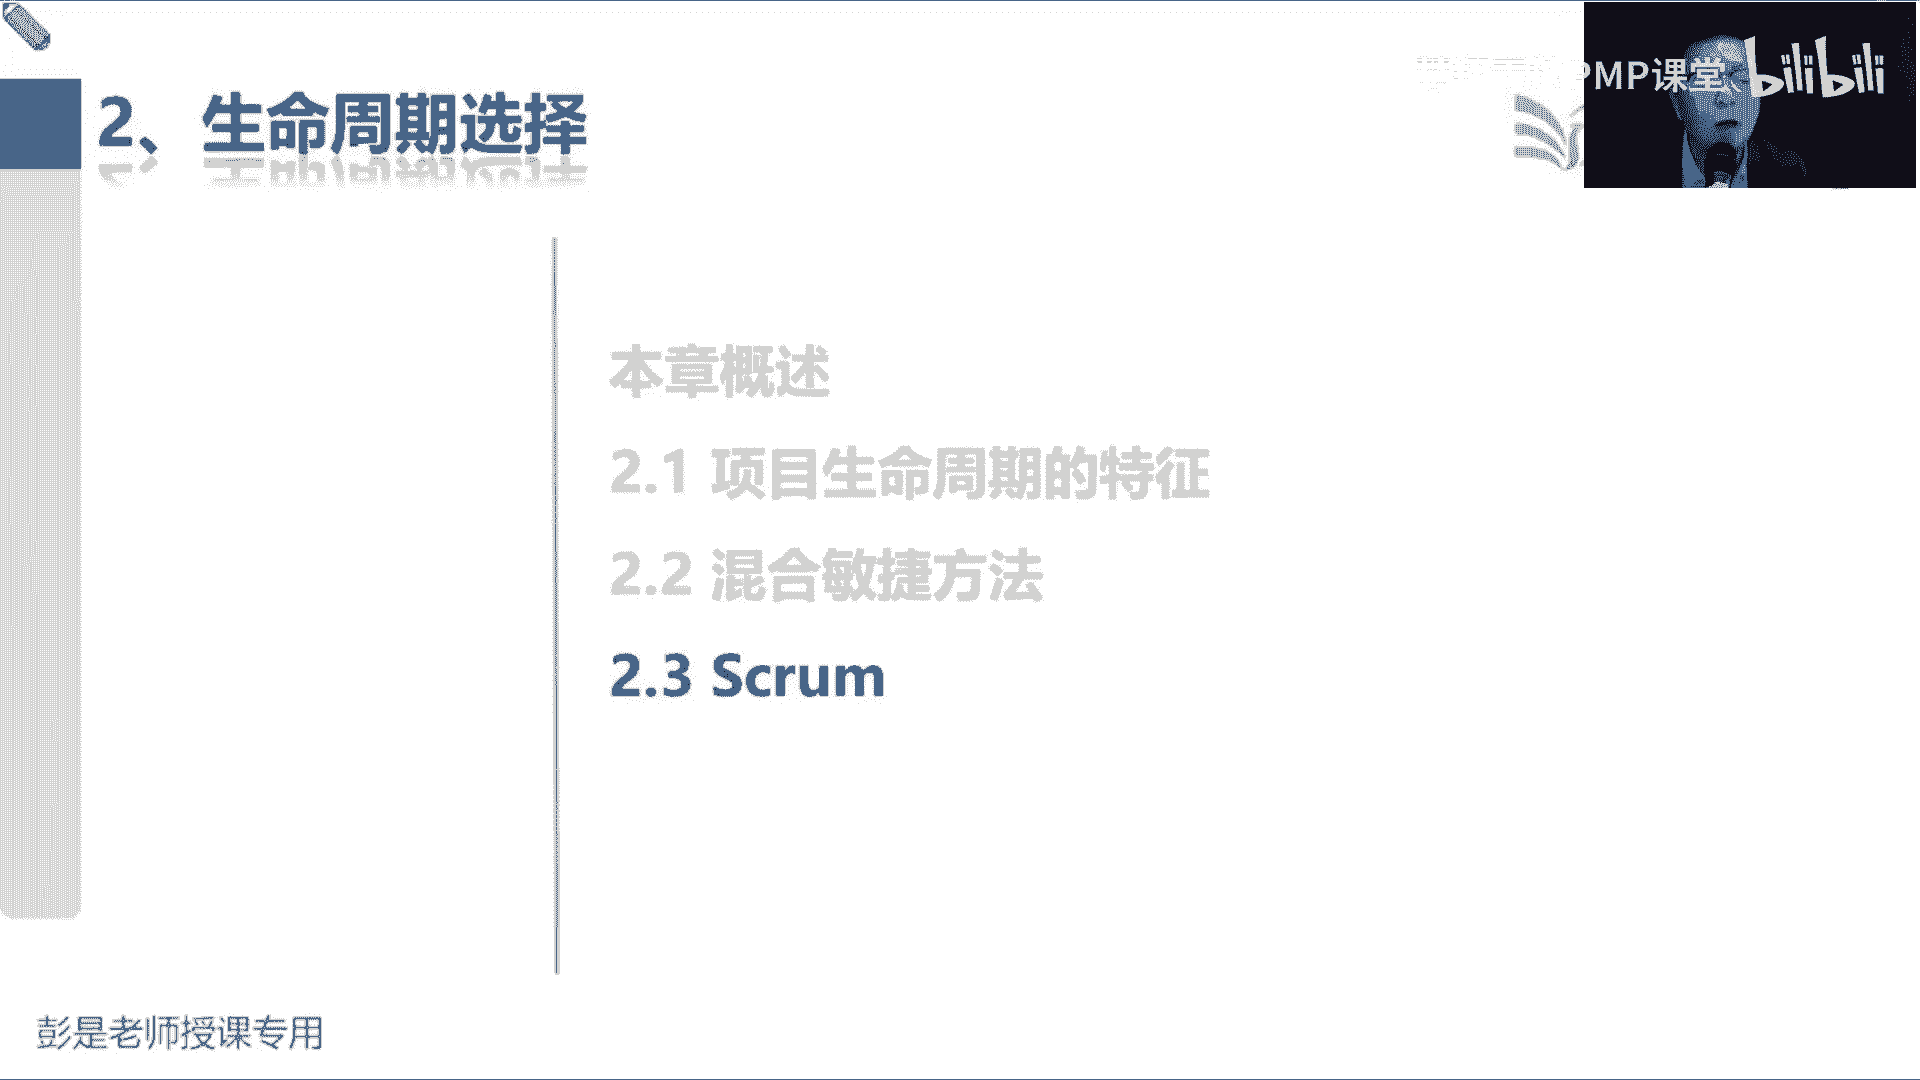 2、生命周期选择
PMP课堂
bilibili
本章概述
2.1 项目生命周期的特征
2.2 混合敏捷方法
2.3 Scrum
彭是老师授课专用